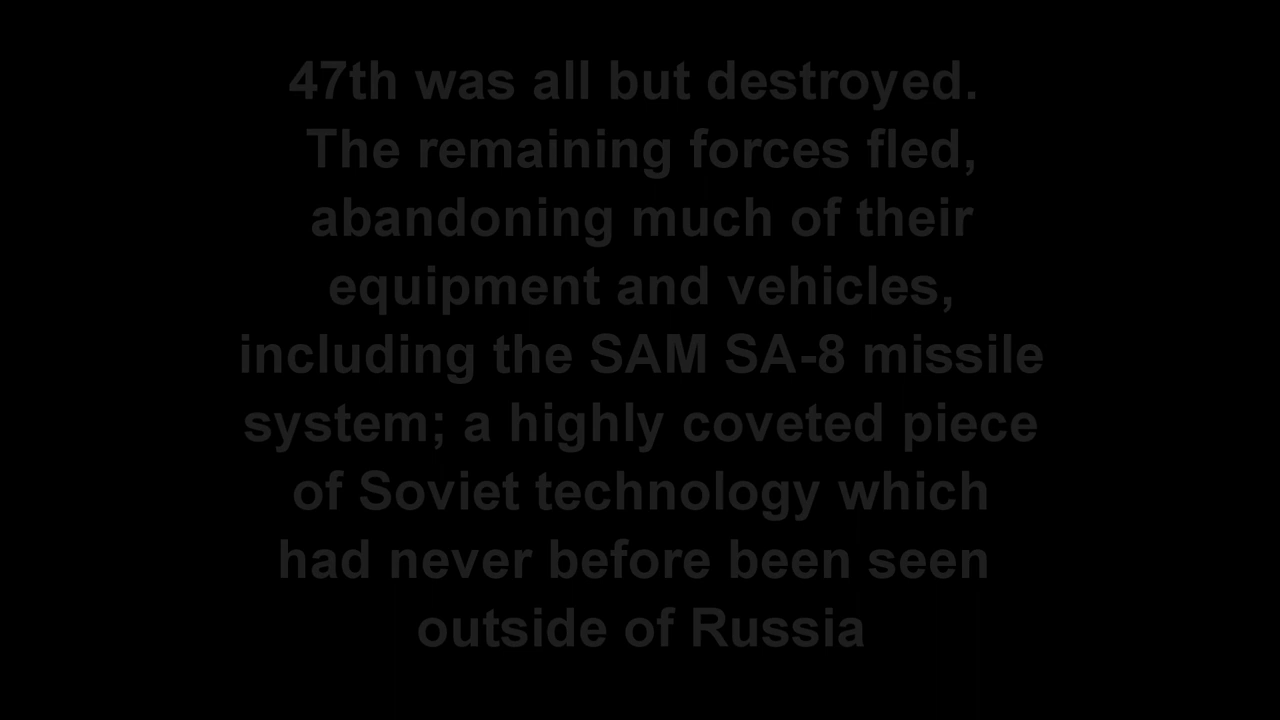 47th was all but destroyed.
The remaining forces fled,
abandoning much of their
equipment and vehicles,
including the SAM SA-8 missile
system; a highly coveted piece
of Soviet technology which
had never before been seen
outside of Russia